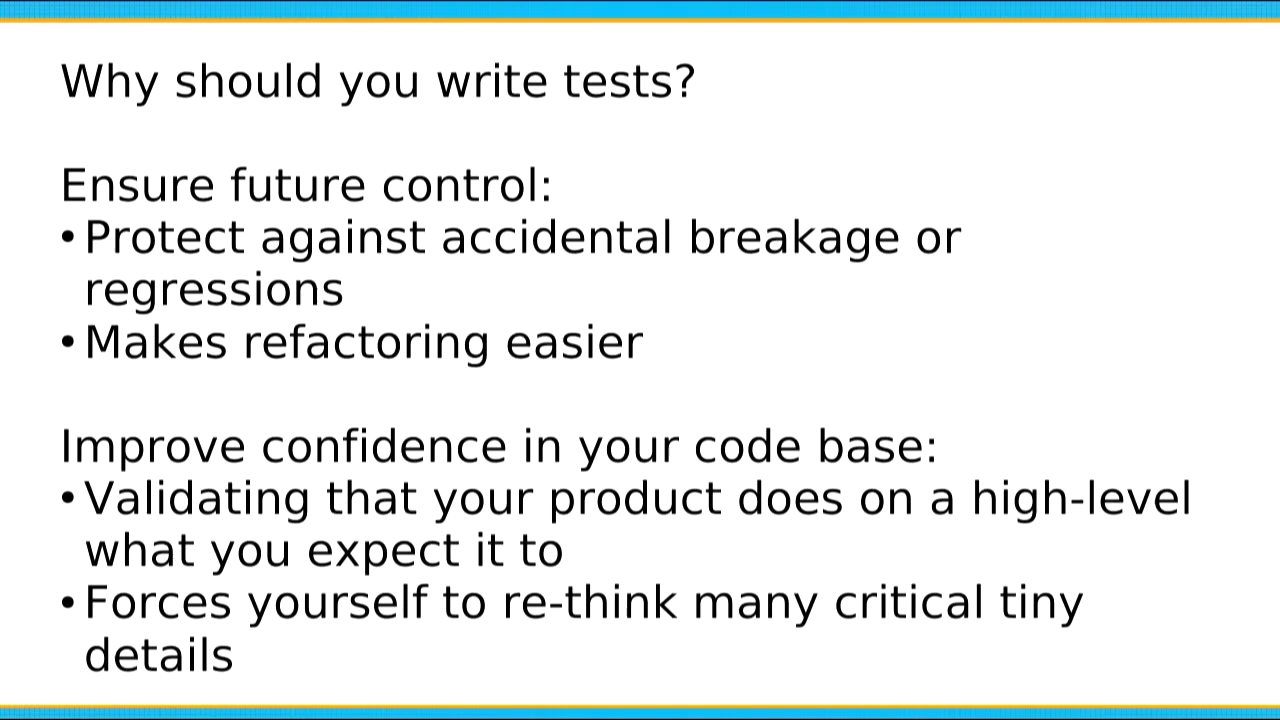 Why should you write tests?
Ensure future control:
•Protect against accidental breakage or
regressions
•Makes refactoring easier
Improve confidence in your code base:
•Validating that your product does on a high-level
what you expect it to
•Forces yourself to re-think many critical tiny
details